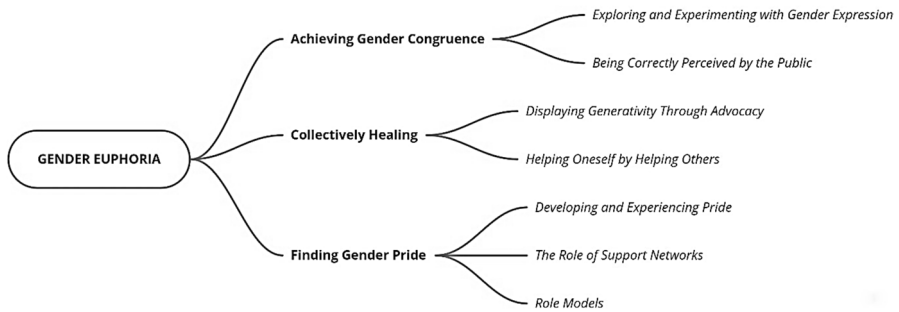 GENDER EUPHORIA
Achieving Gender Congruence
Exploring and Experimenting with Gender Expression
Being Correctly Perceived by the Public
Collectively Healing
Displaying Generativity Through Advocacy
Helping Oneself by Helping Others
Finding Gender Pride
Developing and Experiencing Pride
The Role of Support Networks
Role Models